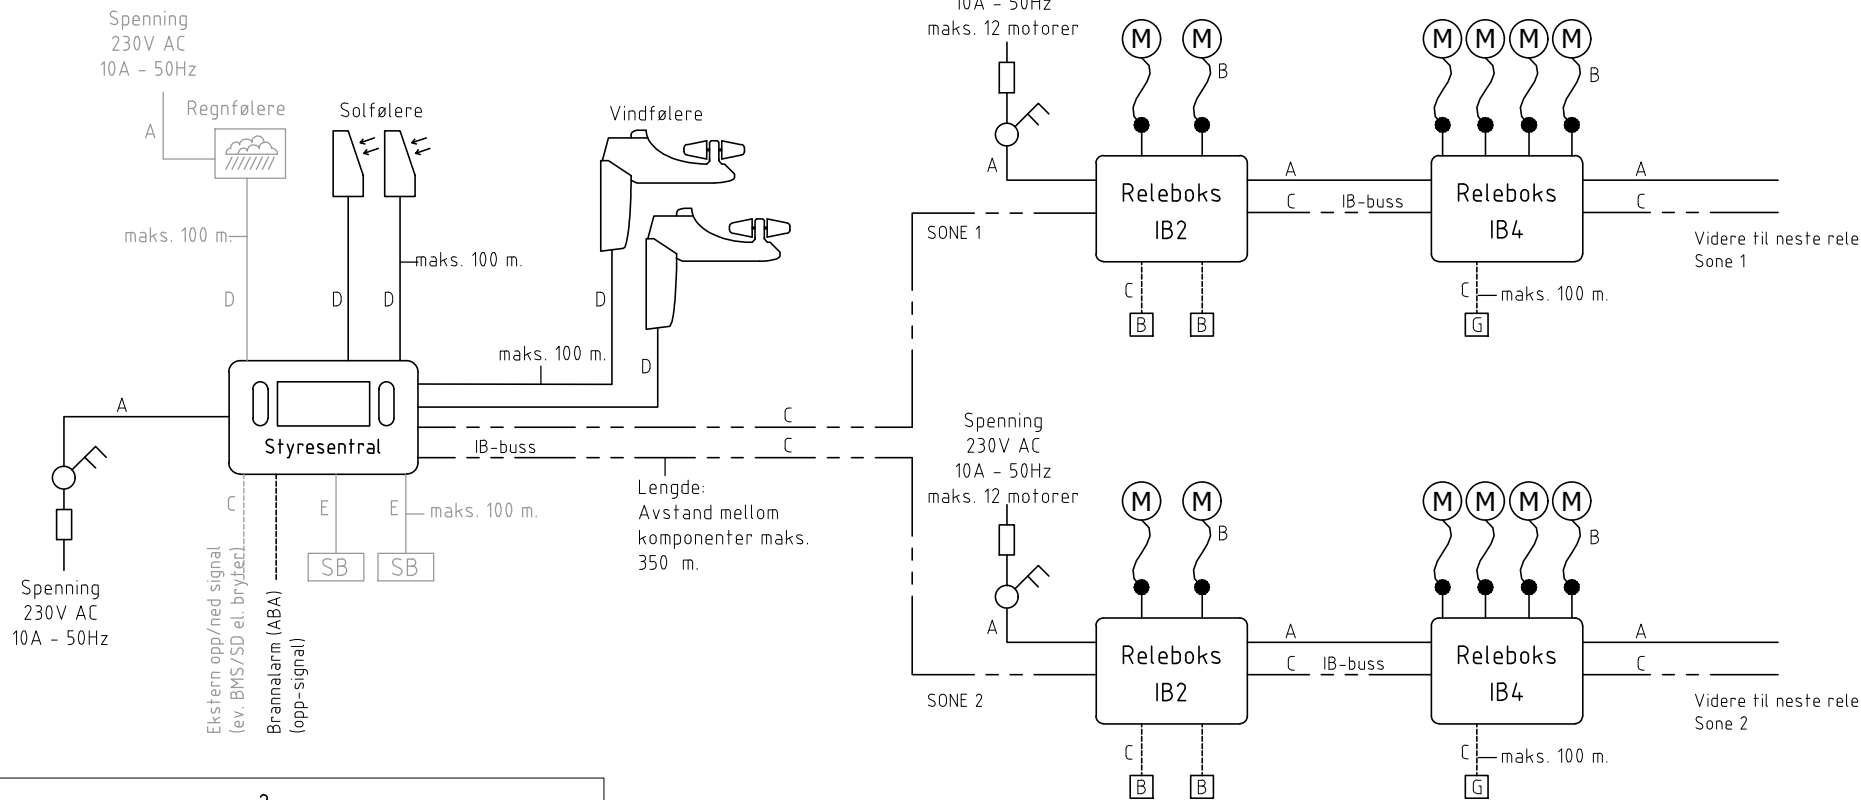 Spenning
230V AC
10A - 50Hz
A
Regnfølere
maks. 100 m.
D
Solfølere
D
D
maks. 100 m.
Vindfølere
D
D
maks. 100 m.
A
Styresentral
IB-buss
C
C
Lengde:
Avstand mellom
komponenter maks.
350 m.
Spenning
230V AC
10A - 50Hz
C
Ekstern opp/ned signal
(ev. BMS/SD el. bryter)
Brannalarm (ABA)
(opp-signal)
E
E
maks. 100 m.
SB
SB
10A - 50Hz
maks. 12 motorer
A
SONE 1
M
M
B
Releboks
IB2
C
B
B
A
C
IB-buss
M
M
M
M
B
Releboks
IB4
C
maks. 100 m.
G
A
C
Videre til neste rele
Sone 1
Spenning
230V AC
10A - 50Hz
maks. 12 motorer
A
SONE 2
M
M
B
Releboks
IB2
C
B
B
A
C
IB-buss
M
M
M
M
B
Releboks
IB4
C
maks. 100 m.
G
A
C
Videre til neste rele
Sone 2